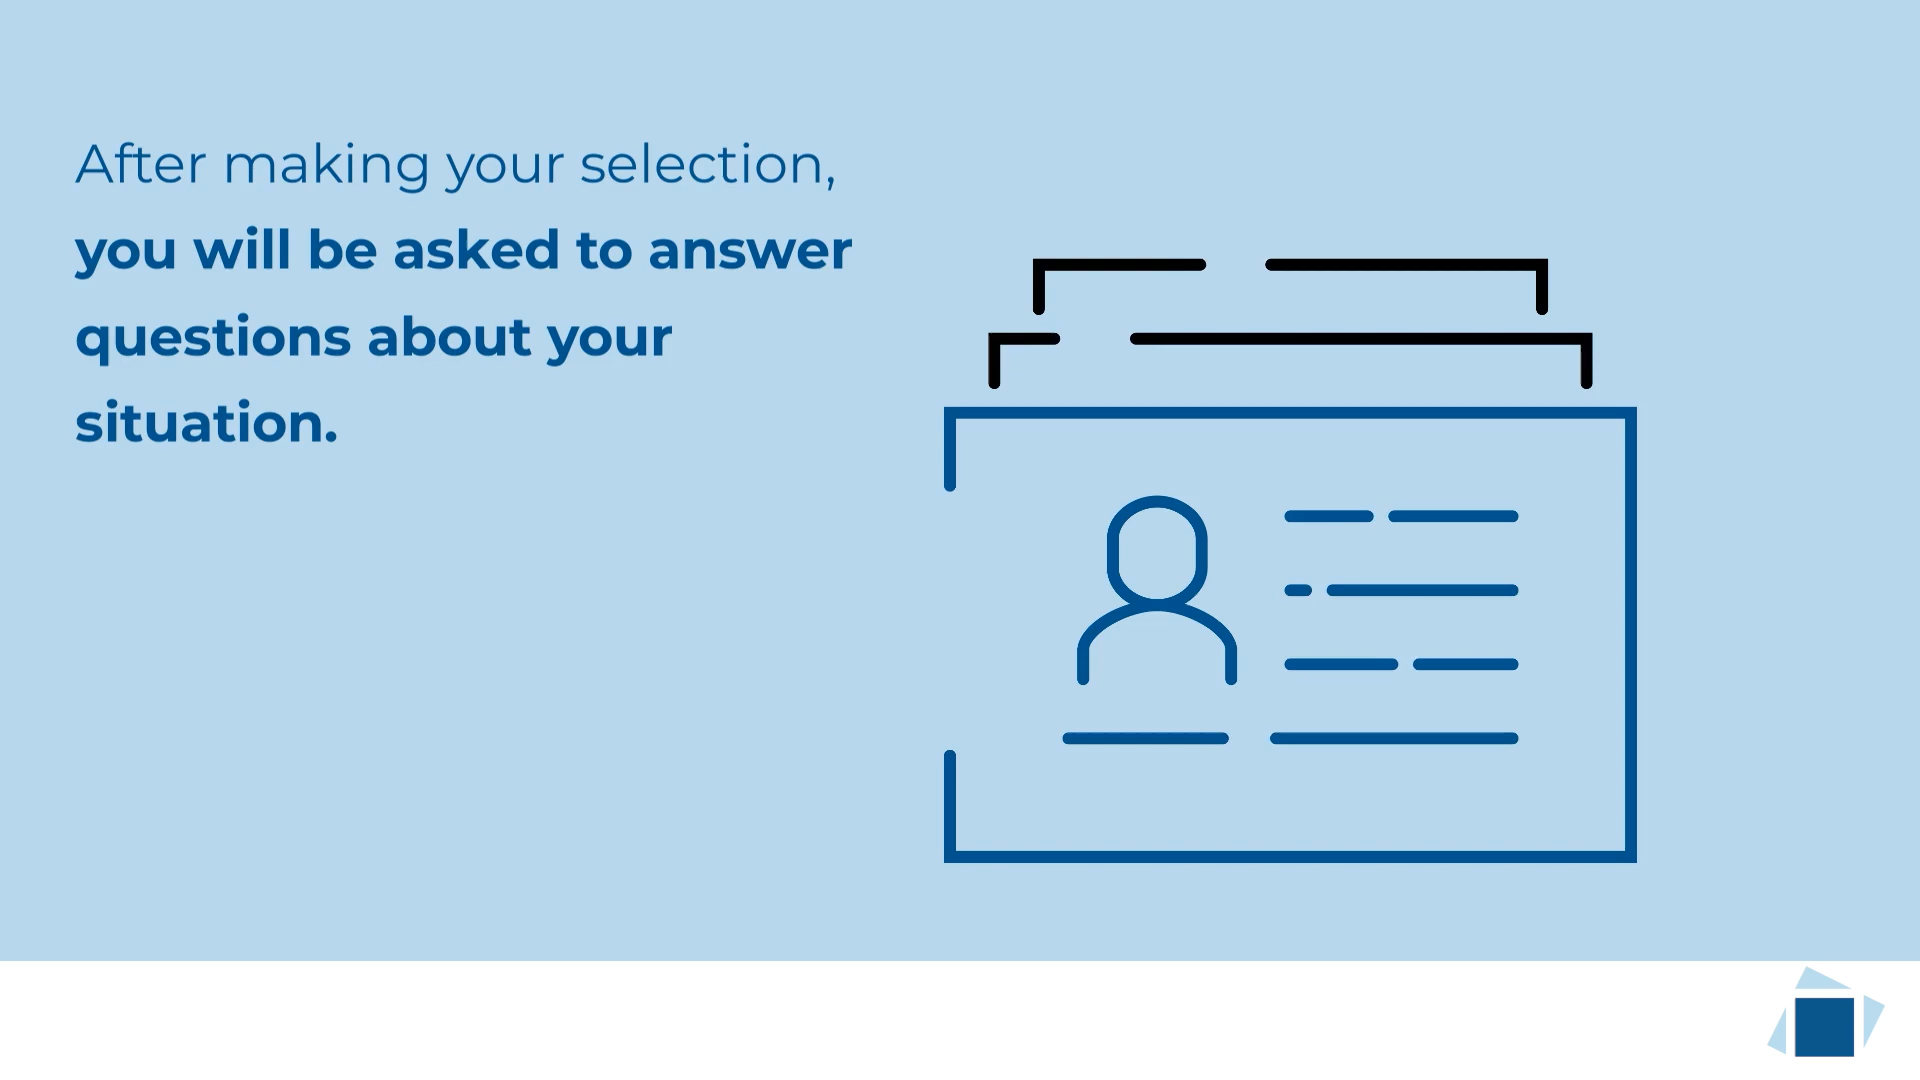 After making your selection,
you will be asked to answer
questions about your
situation.